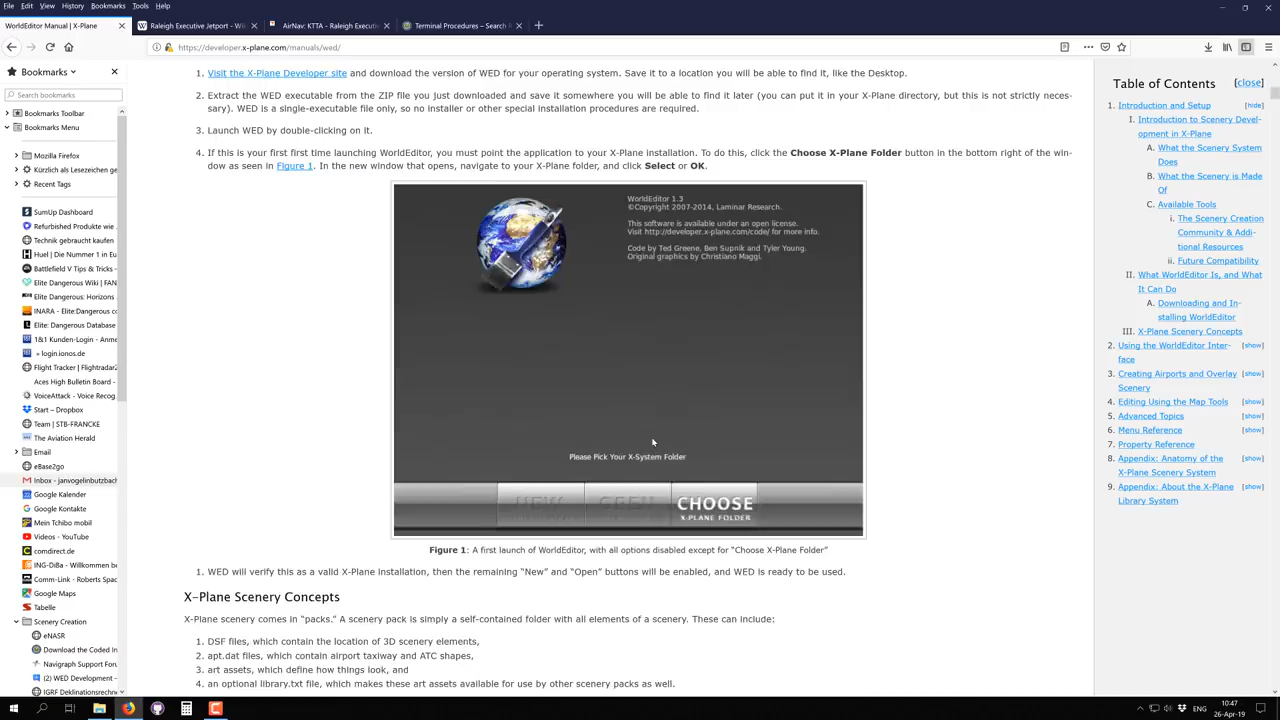 File Edit View History Bookmarks Tools Help
WorldEditor Manual | X-Plane
Raleigh Executive Jetport - Wik
AirNav: KTTA - Raleigh Executive
Terminal Procedures – Search R
https://developer.x-plane.com/manuals/wed/
Bookmarks
Search bookmarks
Bookmarks Toolbar
Bookmarks Menu
Mozilla Firefox
Kürzlich als Lesezeichen ge
Recent Tags
SumUp Dashboard
Refurbished Produkte wie
Technik gebraucht kaufen
Huel | Die Nummer 1 in Eu
Battlefield V Tips & Tricks -
Elite Dangerous Wiki | FAN
Elite Dangerous: Horizons
INARA - Elite:Dangerous co
Elite: Dangerous Database
1&1 Kunden-Login - Anme
» login.ionos.de
Flight Tracker | Flightradar2
Aces High Bulletin Board -
VoiceAttack - Voice Recog
Start – Dropbox
Team | STB-FRANCKE
The Aviation Herald
Email
eBase2go
Inbox - janvogelinbutzbach
Google Kalender
Google Kontakte
Mein Tchibo mobil
Videos - YouTube
comdirect.de
ING-DiBa - Willkommen be
Comm-Link - Roberts Spac
Google Maps
Tabelle
Scenery Creation
eNASR
Download the Coded In
Navigraph Support Foru
(2) WED Development -
IGRF Deklinationsrechne
1. Visit the X-Plane Developer site and download the version of WED for your operating system. Save it to a location you will be able to find it, like the Desktop.
2. Extract the WED executable from the ZIP file you just downloaded and save it somewhere you will be able to find it later (you can put it in your X-Plane directory, but this is not strictly neces-
sary). WED is a single-executable file only, so no installer or other special installation procedures are required.
3. Launch WED by double-clicking on it.
4. If this is your first first time launching WorldEditor, you must point the application to your X-Plane installation. To do this, click the Choose X-Plane Folder button in the bottom right of the win-
dow as seen in Figure 1. In the new window that opens, navigate to your X-Plane folder, and click Select or OK.
WorldEditor 1.3
©Copyright 2007-2014, Laminar Research.
This software is available under an open license.
Visit http://developer.x-plane.com/code/ for more info.
Code by Ted Greene, Ben Supnik and Tyler Young.
Original graphics by Christiano Maggi.
Please Pick Your X-System Folder
NEW
CHOOSE
X-PLANE FOLDER
Figure 1: A first launch of WorldEditor, with all options disabled except for “Choose X-Plane Folder”
1. WED will verify this as a valid X-Plane installation, then the remaining “New” and “Open” buttons will be enabled, and WED is ready to be used.
X-Plane Scenery Concepts
X-Plane scenery comes in “packs.” A scenery pack is simply a self-contained folder with all elements of a scenery. These can include:
1. DSF files, which contain the location of 3D scenery elements,
2. apt.dat files, which contain airport taxiway and ATC shapes,
3. art assets, which define how things look, and
4. an optional library.txt file, which makes these art assets available for use by other scenery packs as well.
Table of Contents [close]
1. Introduction and Setup [hide]
I. Introduction to Scenery Devel-
opment in X-Plane
A. What the Scenery System
Does
B. What the Scenery is Made
Of
C. Available Tools
i. The Scenery Creation
Community & Addi-
tional Resources
ii. Future Compatibility
II. What WorldEditor Is, and What
It Can Do
A. Downloading and In-
stalling WorldEditor
III. X-Plane Scenery Concepts
2. Using the WorldEditor Inter- [show]
face
3. Creating Airports and Overlay [show]
Scenery
4. Editing Using the Map Tools [show]
5. Advanced Topics [show]
6. Menu Reference [show]
7. Property Reference [show]
8. Appendix: Anatomy of the [show]
X-Plane Scenery System
9. Appendix: About the X-Plane [show]
Library System
ENG
10:47
26-Apr-19